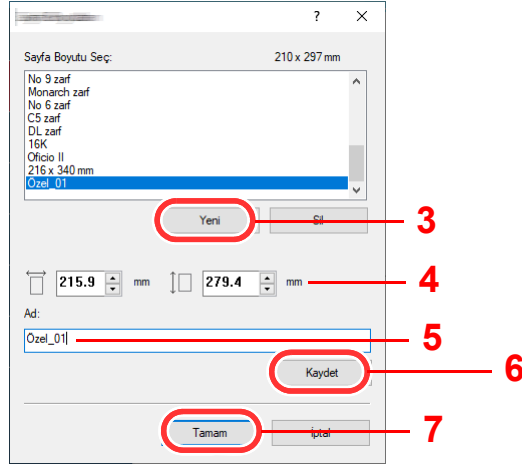 ?
Sayfa Boyutu Seç: 210 x 297 mm
No 9 zarf
Monarch zarf
No 6 zarf
C5 zarf
DL zarf
16K
Oficio II
216 x 340 mm
Özel_01
Yeni Sil 3
215.9 mm 279.4 mm 4
Ad:
Özel_01 5
Kaydet 6
Tamam İptal 7